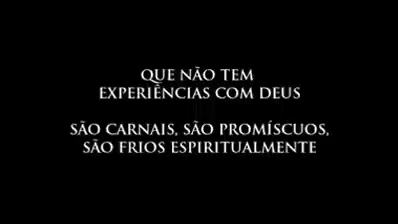 QUE NÃO TEM
EXPERIÊNCIAS COM DEUS
SÃO CARNAIS, SÃO PROMÍSCUOS,
SÃO FRIOS ESPIRITUALMENTE